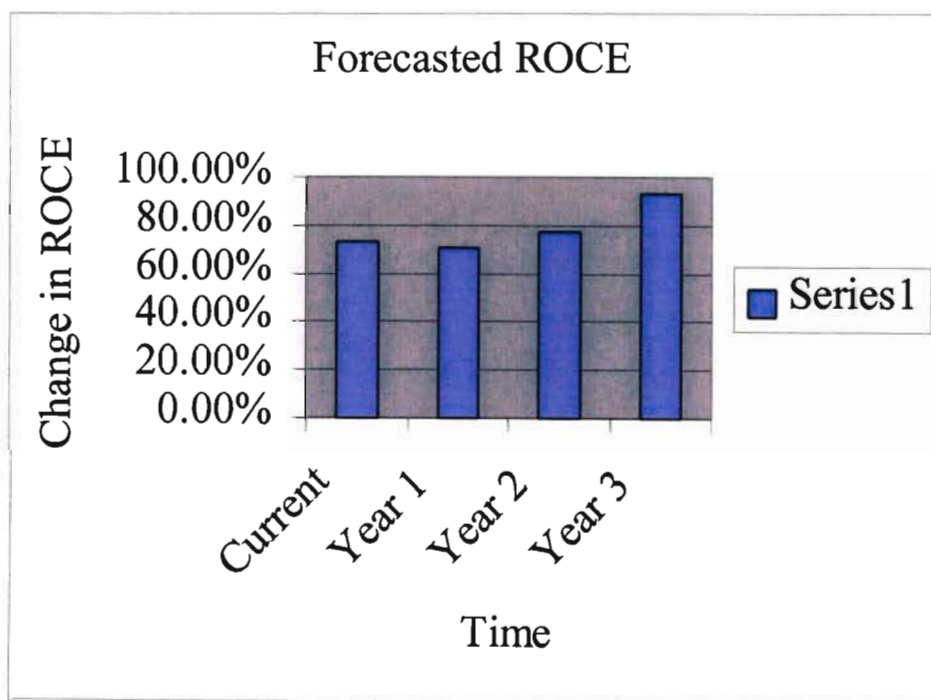 Forecasted ROCE
Change in ROCE
100.00%
80.00%
60.00%
40.00%
20.00%
0.00%
Current
Year 1
Year 2
Year 3
Time
Series1